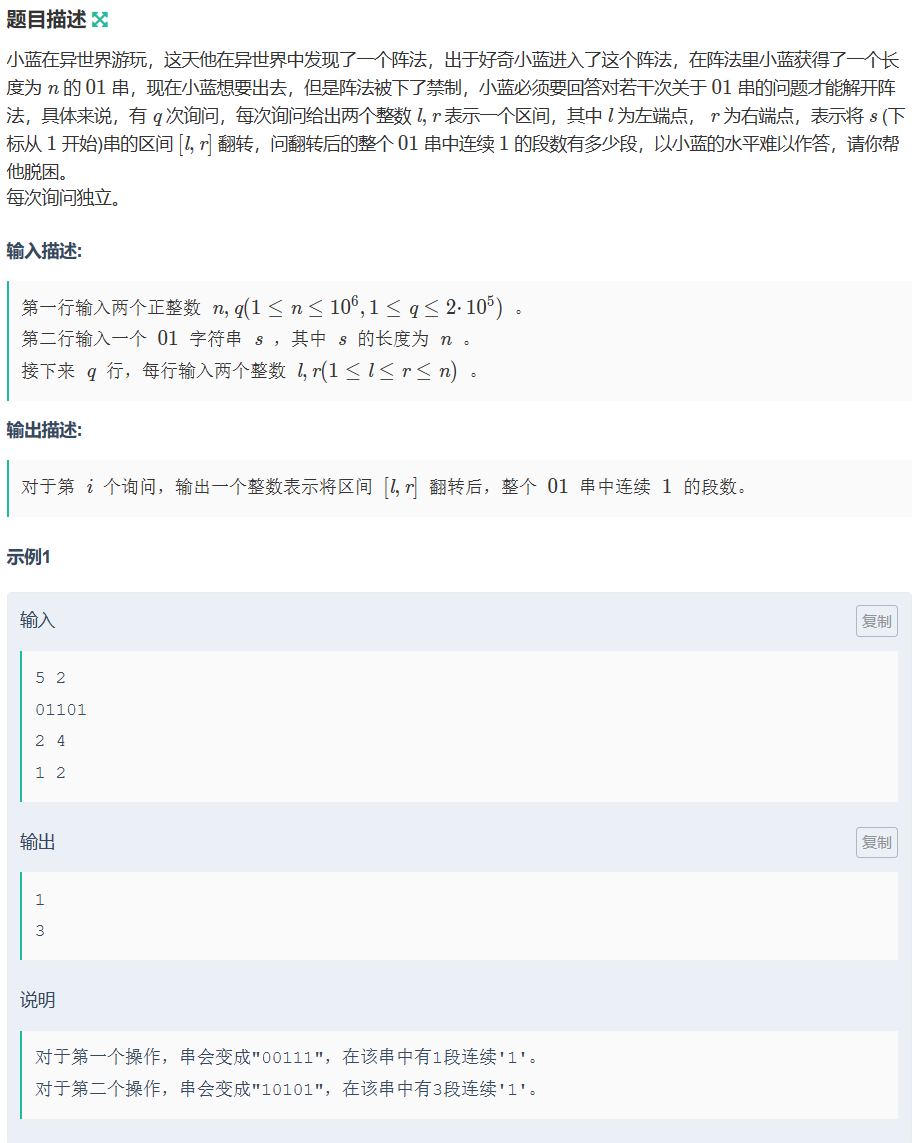 题目描述
小蓝在异世界游玩，这天他在异世界中发现了一个阵法，出于好奇小蓝进入了这个阵法，在阵法里小蓝获得了一个长
度为 n 的 01 串，现在小蓝想要出去，但是阵法被下了禁制，小蓝必须要回答对若干次关于 01 串的问题才能解开阵
法，具体来说，有 q 次询问，每次询问给出两个整数 l, r 表示一个区间，其中 l 为左端点， r 为右端点，表示将 s (下
标从 1 开始)串的区间 [l, r] 翻转，问翻转后的整个 01 串中连续 1 的段数有多少段，以小蓝的水平难以作答，请你帮
他脱困。
每次询问独立。
输入描述:
第一行输入两个正整数 n, q(1 ≤ n ≤ 10^6, 1 ≤ q ≤ 2·10^5) 。
第二行输入一个 01 字符串 s ，其中 s 的长度为 n 。
接下来 q 行，每行输入两个整数 l, r(1 ≤ l ≤ r ≤ n) 。
输出描述:
对于第 i 个询问，输出一个整数表示将区间 [l, r] 翻转后，整个 01 串中连续 1 的段数。
示例1
输入
复制
5 2
01101
2 4
1 2
输出
复制
1
3
说明
对于第一个操作，串会变成"00111"，在该串中有1段连续'1'。
对于第二个操作，串会变成"10101"，在该串中有3段连续'1'。